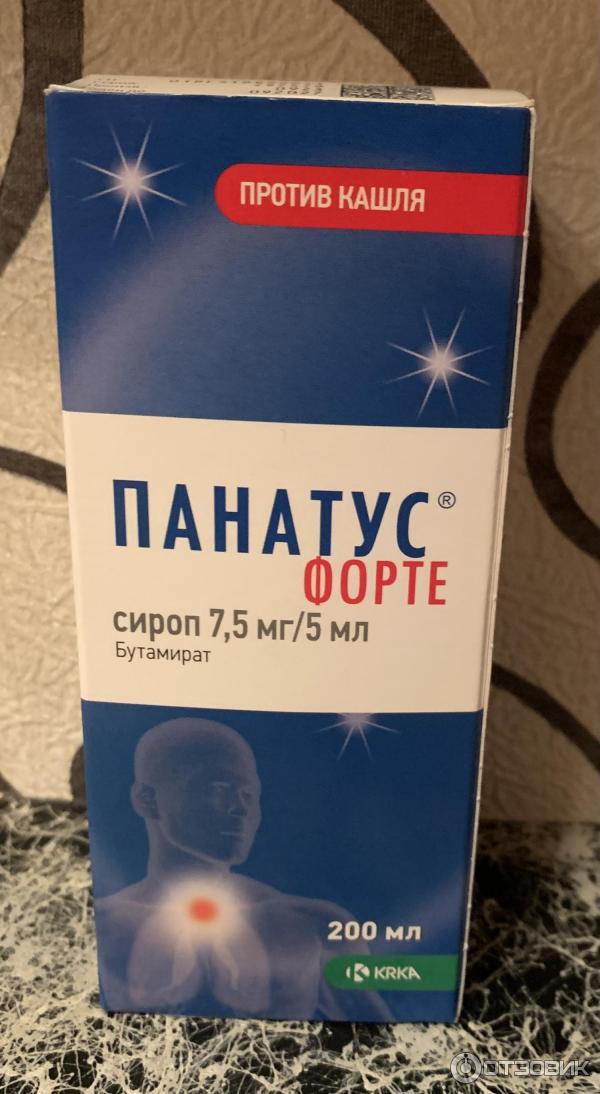 ПРОТИВ КАШЛЯ
ПАНАТУС®
ФОРТЕ
сироп 7,5 мг/5 мл
Бутамират
200 мл
KRKA
ОТЗОВИК